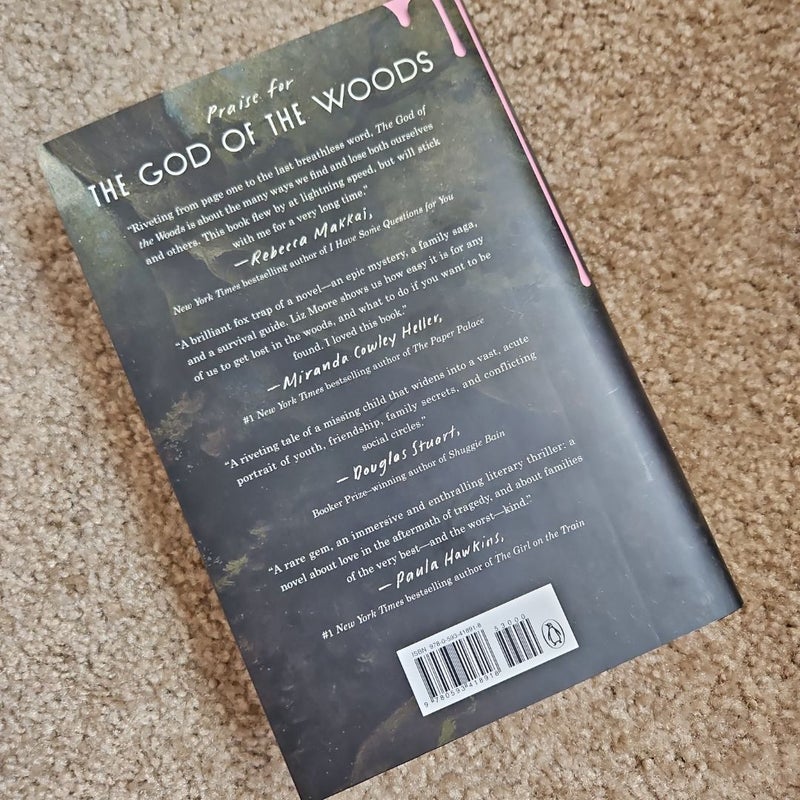 Praise for
THE GOD OF THE WOODS
“Riveting from page one to the last breathless word, The God of
the Woods is about the many ways we find and lose both ourselves
and others. This book flew by at lightning speed, but will stick
with me for a very long time.”
—Rebecca Makkai,
New York Times bestselling author of I Have Some Questions for You
“A brilliant fox trap of a novel—an epic mystery, a family saga,
and a survival guide. Liz Moore shows us how easy it is for any
of us to get lost in the woods, and what to do if you want to be
found. I loved this book.”
—Miranda Cowley Heller,
#1 New York Times bestselling author of The Paper Palace
“A riveting tale of a missing child that widens into a vast, acute
portrait of youth, friendship, family secrets, and conflicting
social circles.”
—Douglas Stuart,
Booker Prize–winning author of Shuggie Bain
“A rare gem, an immersive and enthralling literary thriller: a
novel about love in the aftermath of tragedy, and about families
of the very best—and the worst—kind.”
—Paula Hawkins,
#1 New York Times bestselling author of The Girl on the Train
ISBN 978-0-593-41891-8
53000
9 780593 418918